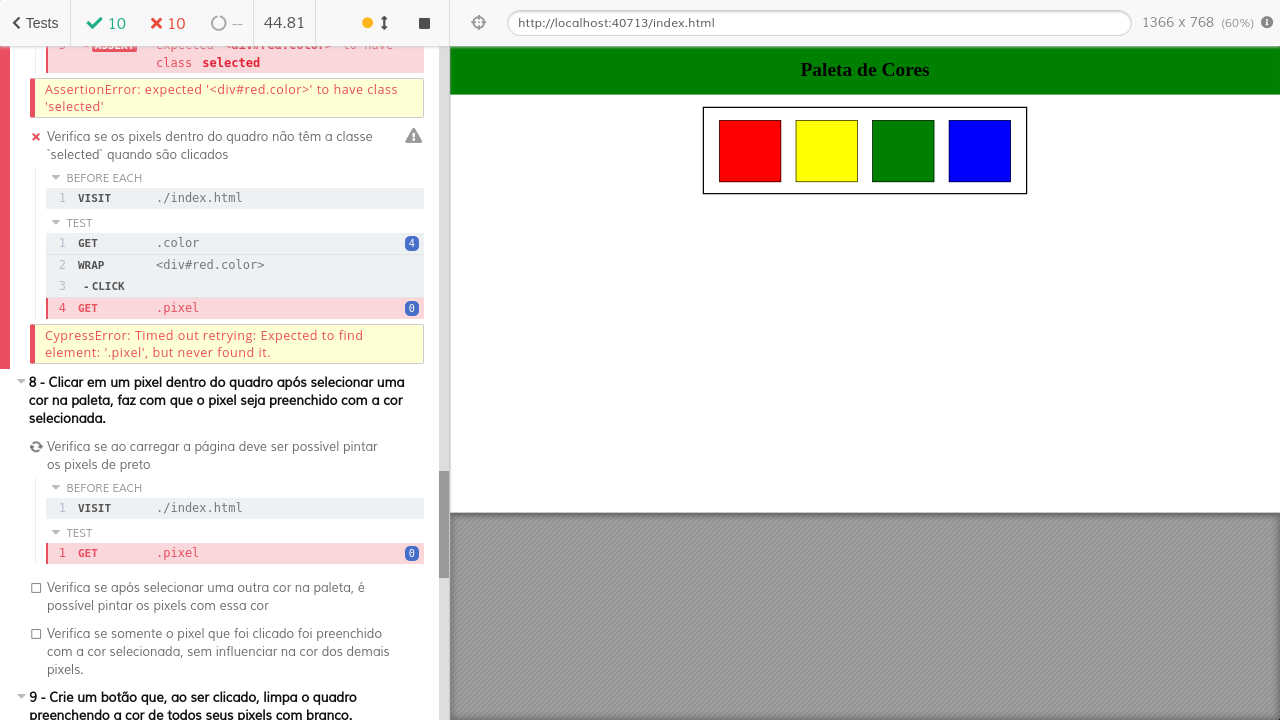 Tests
10
10
--
44.81
http://localhost:40713/index.html
1366 x 768 (60%)
3 -ASSERT expected <div#red.color> to have
class selected
AssertionError: expected '<div#red.color>' to have class
'selected'
Verifica se os pixels dentro do quadro não têm a classe
`selected` quando são clicados
BEFORE EACH
1 VISIT ./index.html
TEST
1 GET .color 4
2 WRAP <div#red.color>
3 -CLICK
4 GET .pixel 0
CypressError: Timed out retrying: Expected to find
element: '.pixel', but never found it.
8 - Clicar em um pixel dentro do quadro após selecionar uma
cor na paleta, faz com que o pixel seja preenchido com a cor
selecionada.
Verifica se ao carregar a página deve ser possível pintar
os pixels de preto
BEFORE EACH
1 VISIT ./index.html
TEST
1 GET .pixel 0
Verifica se após selecionar uma outra cor na paleta, é
possível pintar os pixels com essa cor
Verifica se somente o pixel que foi clicado foi preenchido
com a cor selecionada, sem influenciar na cor dos demais
pixels.
9 - Crie um botão que, ao ser clicado, limpa o quadro
preenchendo a cor de todos seus pixels com branco.
Paleta de Cores